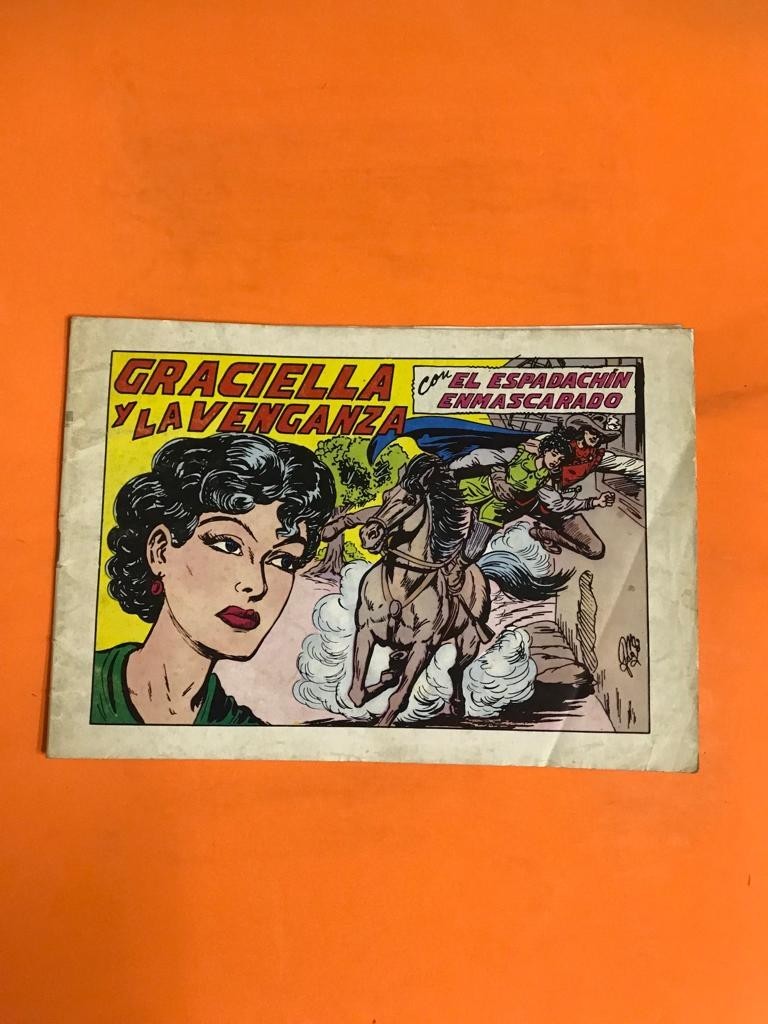 GRACIELLA
Y LA VENGANZA
con EL ESPADACHÍN
ENMASCARADO